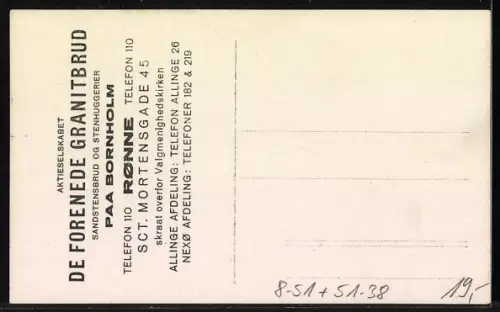 AKTIESELSKABET
DE FORENEDE GRANITBRUD
SANDSTENSBRUD OG STENHUGGERIER
PAA BORNHOLM
TELEFON 110 RØNNE TELEFON 110
SCT. MORTENSGADE 45
skraat overfor Valgmenighedskirken
ALLINGE AFDELING: TELEFON ALLINGE 26
NEXØ AFDELING: TELEFONER 182 & 219
8-51 + 51-38
19,-